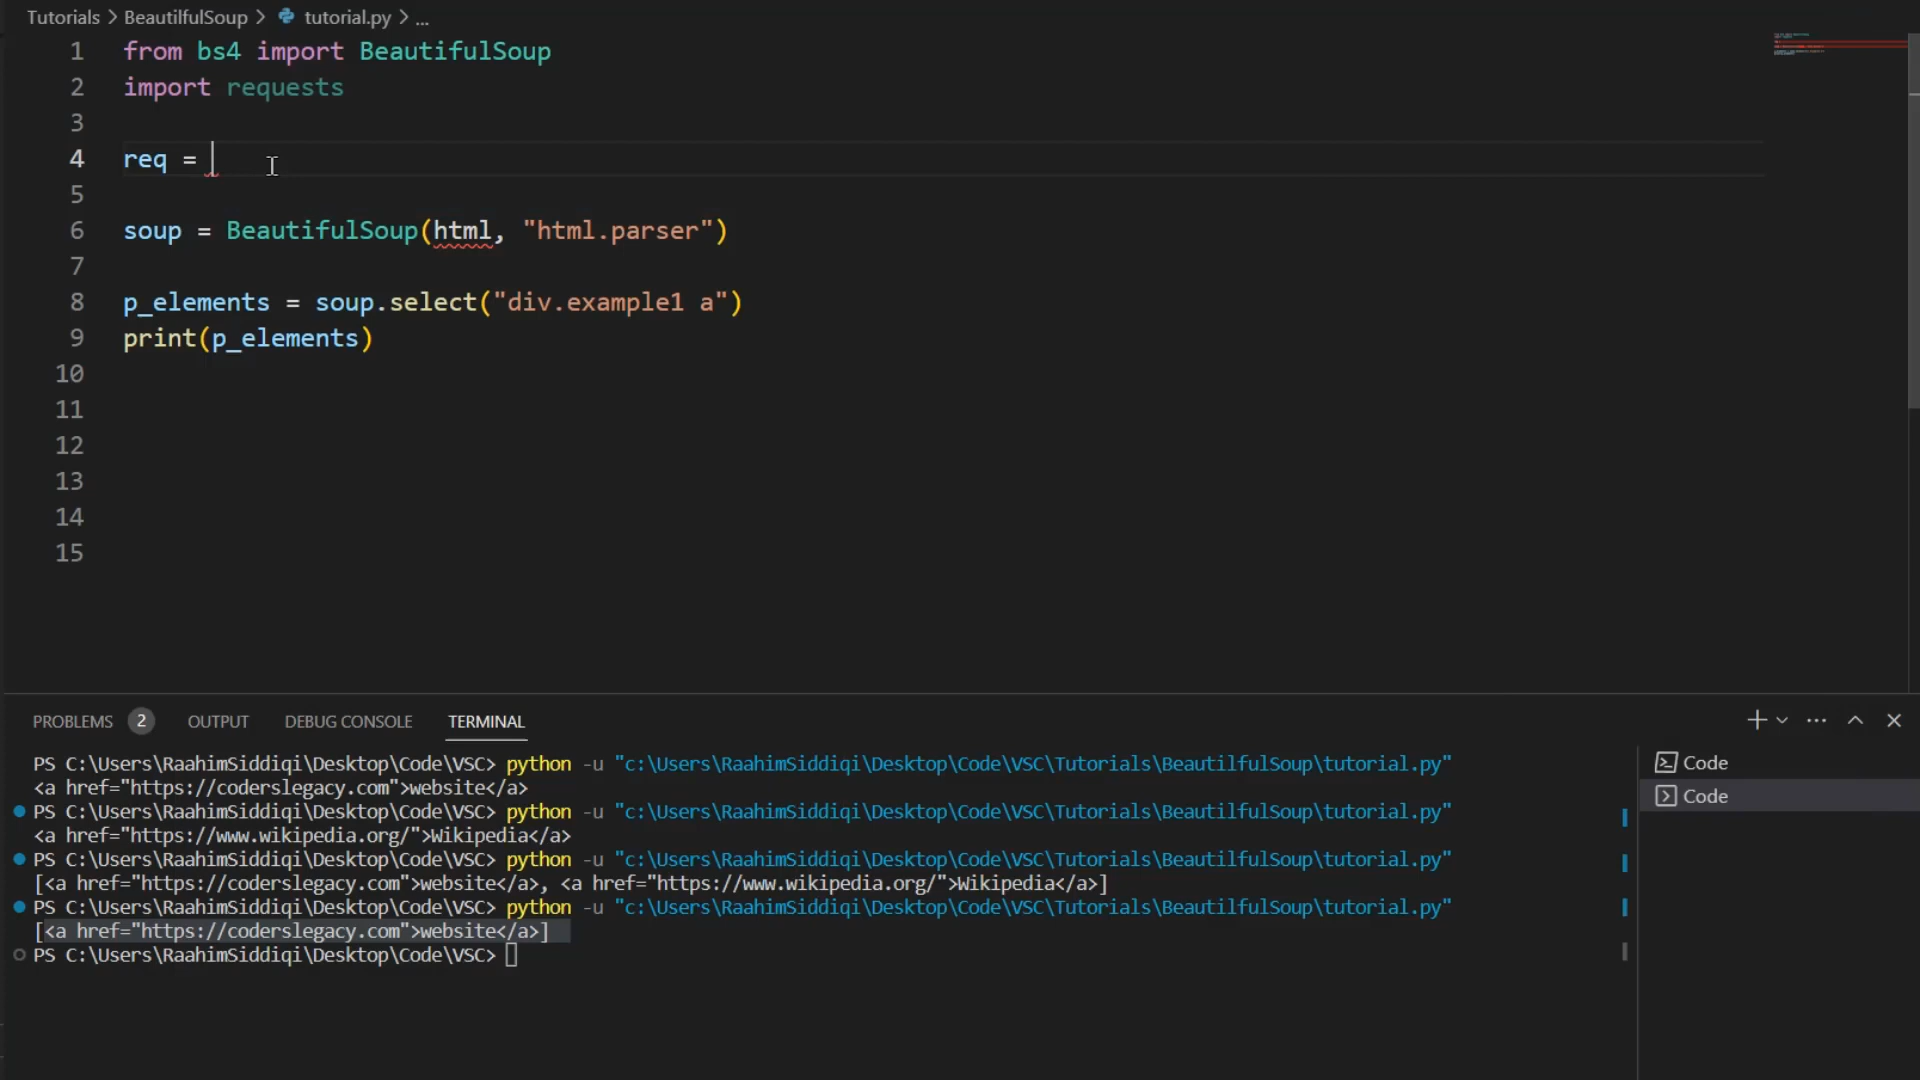 Tutorials > BeautilfulSoup > tutorial.py > ...
1 from bs4 import BeautifulSoup
2 import requests
3
4 req =
5
6 soup = BeautifulSoup(html, "html.parser")
7
8 p_elements = soup.select("div.example1 a")
9 print(p_elements)
10
11
12
13
14
15
PROBLEMS 2 OUTPUT DEBUG CONSOLE TERMINAL
PS C:\Users\RaahimSiddiqi\Desktop\Code\VSC> python -u "c:\Users\RaahimSiddiqi\Desktop\Code\VSC\Tutorials\BeautilfulSoup\tutorial.py"
<a href="https://coderslegacy.com">website</a>
PS C:\Users\RaahimSiddiqi\Desktop\Code\VSC> python -u "c:\Users\RaahimSiddiqi\Desktop\Code\VSC\Tutorials\BeautilfulSoup\tutorial.py"
<a href="https://www.wikipedia.org/">Wikipedia</a>
PS C:\Users\RaahimSiddiqi\Desktop\Code\VSC> python -u "c:\Users\RaahimSiddiqi\Desktop\Code\VSC\Tutorials\BeautilfulSoup\tutorial.py"
[<a href="https://coderslegacy.com">website</a>, <a href="https://www.wikipedia.org/">Wikipedia</a>]
PS C:\Users\RaahimSiddiqi\Desktop\Code\VSC> python -u "c:\Users\RaahimSiddiqi\Desktop\Code\VSC\Tutorials\BeautilfulSoup\tutorial.py"
[<a href="https://coderslegacy.com">website</a>]
PS C:\Users\RaahimSiddiqi\Desktop\Code\VSC>
Code
Code